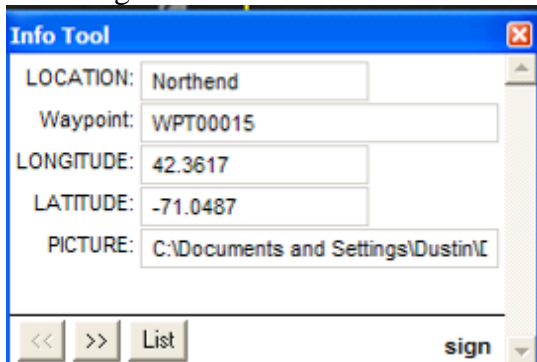 Info Tool
LOCATION: Northend
Waypoint: WPT00015
LONGITUDE: 42.3617
LATITUDE: -71.0487
PICTURE: C:\Documents and Settings\Dustin\
<< >> List sign